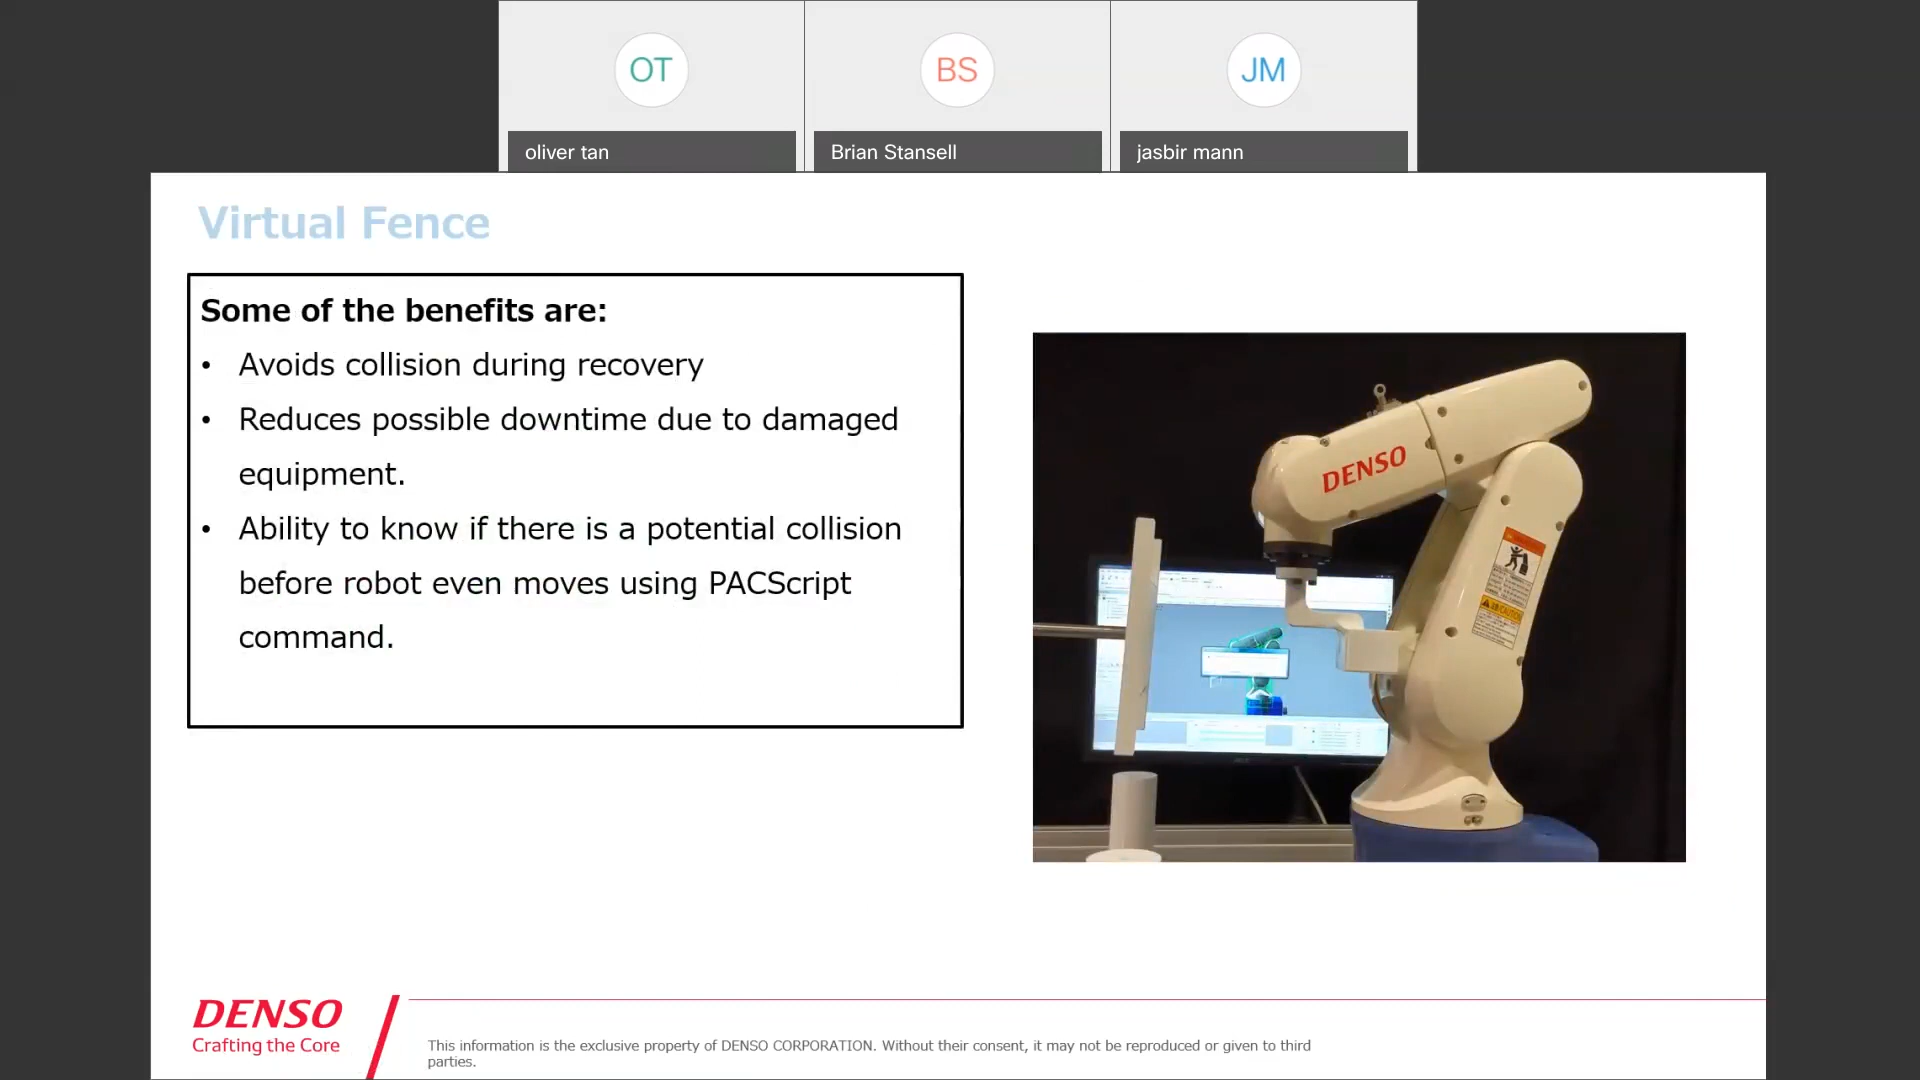 OT
BS
JM
oliver tan
Brian Stansell
jasbir mann
Virtual Fence
Some of the benefits are:
• Avoids collision during recovery
• Reduces possible downtime due to damaged
equipment.
• Ability to know if there is a potential collision
before robot even moves using PACScript
command.
DENSO
DENSO
Crafting the Core
This information is the exclusive property of DENSO CORPORATION. Without their consent, it may not be reproduced or given to third
parties.